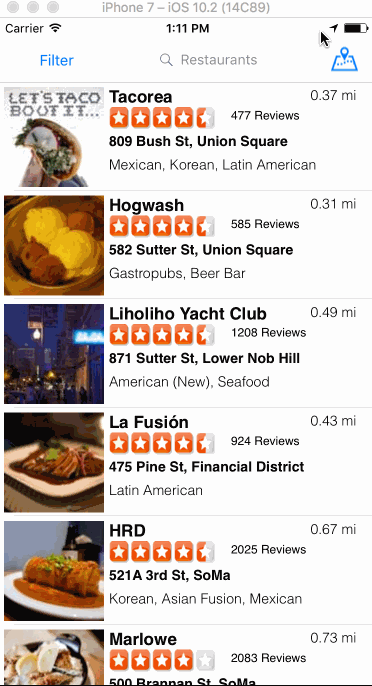 iPhone 7 – iOS 10.2 (14C89)
Carrier 1:11 PM
Filter Restaurants
LET'S TACO
BOUT IT...
Tacorea 0.37 mi
477 Reviews
809 Bush St, Union Square
Mexican, Korean, Latin American
Hogwash 0.31 mi
585 Reviews
582 Sutter St, Union Square
Gastropubs, Beer Bar
Liholiho Yacht Club 0.49 mi
1208 Reviews
871 Sutter St, Lower Nob Hill
American (New), Seafood
La Fusión 0.43 mi
924 Reviews
475 Pine St, Financial District
Latin American
HRD 0.67 mi
2025 Reviews
521A 3rd St, SoMa
Korean, Asian Fusion, Mexican
Marlowe 0.73 mi
2083 Reviews
500 Brannan St, SoMa